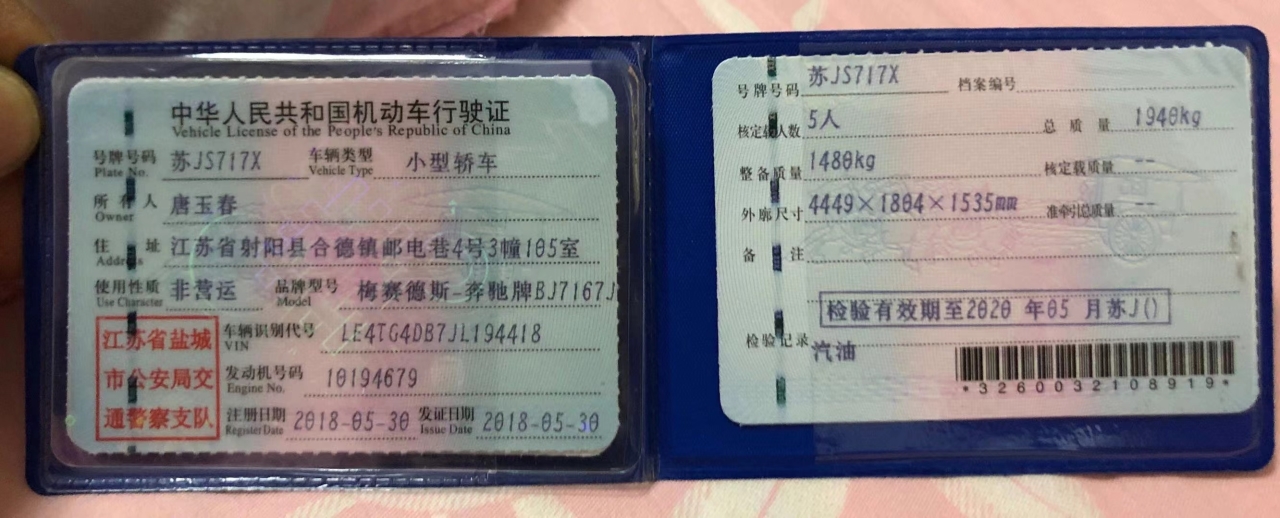 中华人民共和国机动车行驶证
Vehicle License of the People's Republic of China
号牌号码 苏JS717X 车辆类型 小型轿车
Plate No. Vehicle Type
所有人 唐玉春
Owner
住址 江苏省射阳县合德镇邮电巷4号3幢105室
Address
使用性质 非营运 品牌型号 梅赛德斯-奔驰牌BJ7167J
Use Character Model
江苏省盐城
市公安局交
通警察支队
车辆识别代号 LE4TG4DB7JL194418
VIN
发动机号码 10194679
Engine No.
注册日期 2018-05-30 发证日期 2018-05-30
Register Date Issue Date
号牌号码 苏JS717X 档案编号
核定载人数 5人 总质量 1940kg
整备质量 1480kg 核定载质量 --
外廓尺寸 4449×1804×1535mm 准牵引总质量 --
备注
检验有效期至2020 年05 月苏J()
检验记录
汽油
*3260032108919*